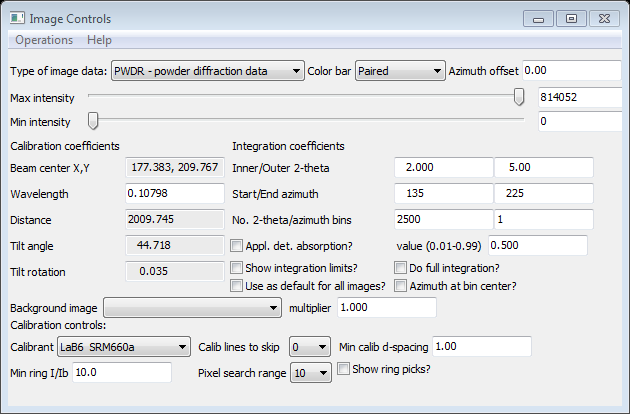 Image Controls
Operations Help
Type of image data: PWDR - powder diffraction data Color bar Paired Azimuth offset 0.00
Max intensity 814052
Min intensity 0
Calibration coefficients Integration coefficients
Beam center X,Y 177.383, 209.767 Inner/Outer 2-theta 2.000 5.00
Wavelength 0.10798 Start/End azimuth 135 225
Distance 2009.745 No. 2-theta/azimuth bins 2500 1
Tilt angle 44.718 Appl. det. absorption? value (0.01-0.99) 0.500
Tilt rotation 0.035 Show integration limits? Do full integration?
Use as default for all images? Azimuth at bin center?
Background image multiplier 1.000
Calibration controls:
Calibrant LaB6 SRM660a Calib lines to skip 0 Min calib d-spacing 1.00
Min ring I/Ib 10.0 Pixel search range 10 Show ring picks?